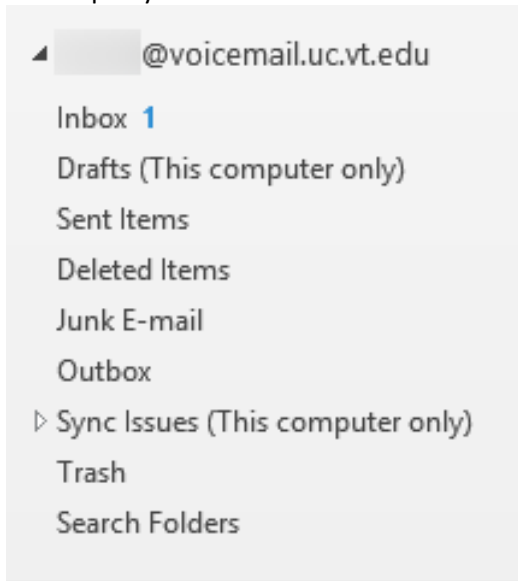 @voicemail.uc.vt.edu
Inbox 1
Drafts (This computer only)
Sent Items
Deleted Items
Junk E-mail
Outbox
Sync Issues (This computer only)
Trash
Search Folders